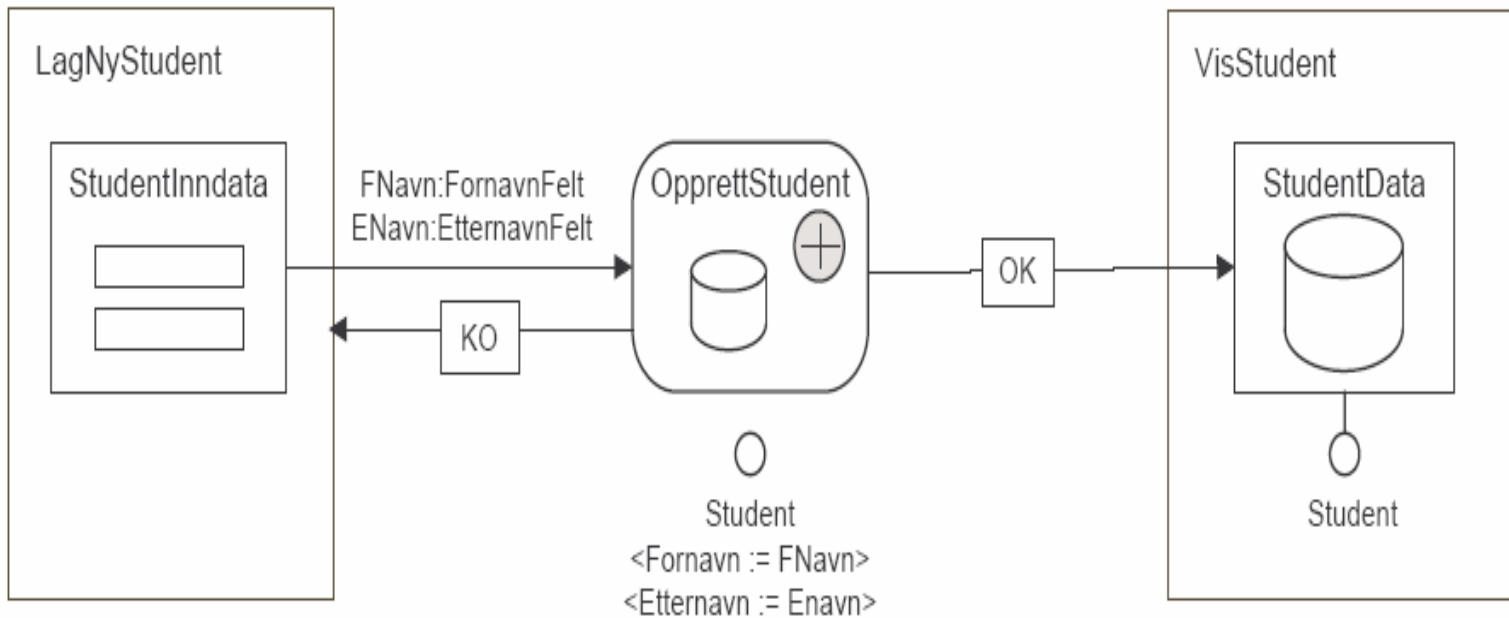 LagNyStudent
StudentInndata
FNavn:FornavnFelt
ENavn:EtternavnFelt
KO
OpprettStudent
Student
<Fornavn := FNavn>
<Etternavn := Enavn>
OK
VisStudent
StudentData
Student